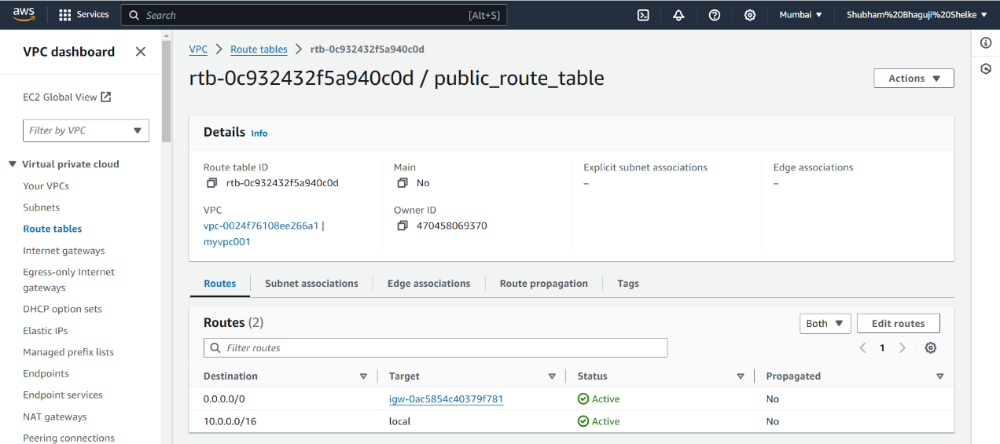 aws
Services
Search
[Alt+S]
Mumbai
Shubham%20Bhaguji%20Shelke
VPC dashboard
EC2 Global View
Filter by VPC
Virtual private cloud
Your VPCs
Subnets
Route tables
Internet gateways
Egress-only Internet
gateways
DHCP option sets
Elastic IPs
Managed prefix lists
Endpoints
Endpoint services
NAT gateways
Peering connections
VPC > Route tables > rtb-0c932432f5a940c0d
rtb-0c932432f5a940c0d / public_route_table
Actions
Details Info
Route table ID
rtb-0c932432f5a940c0d
Main
No
Explicit subnet associations
–
Edge associations
–
VPC
vpc-0024f76108ee266a1 |
myvpc001
Owner ID
470458069370
Routes
Subnet associations
Edge associations
Route propagation
Tags
Routes (2)
Both
Edit routes
Filter routes
1
Destination Target Status Propagated
0.0.0.0/0 igw-0ac5854c40379f781 Active No
10.0.0.0/16 local Active No